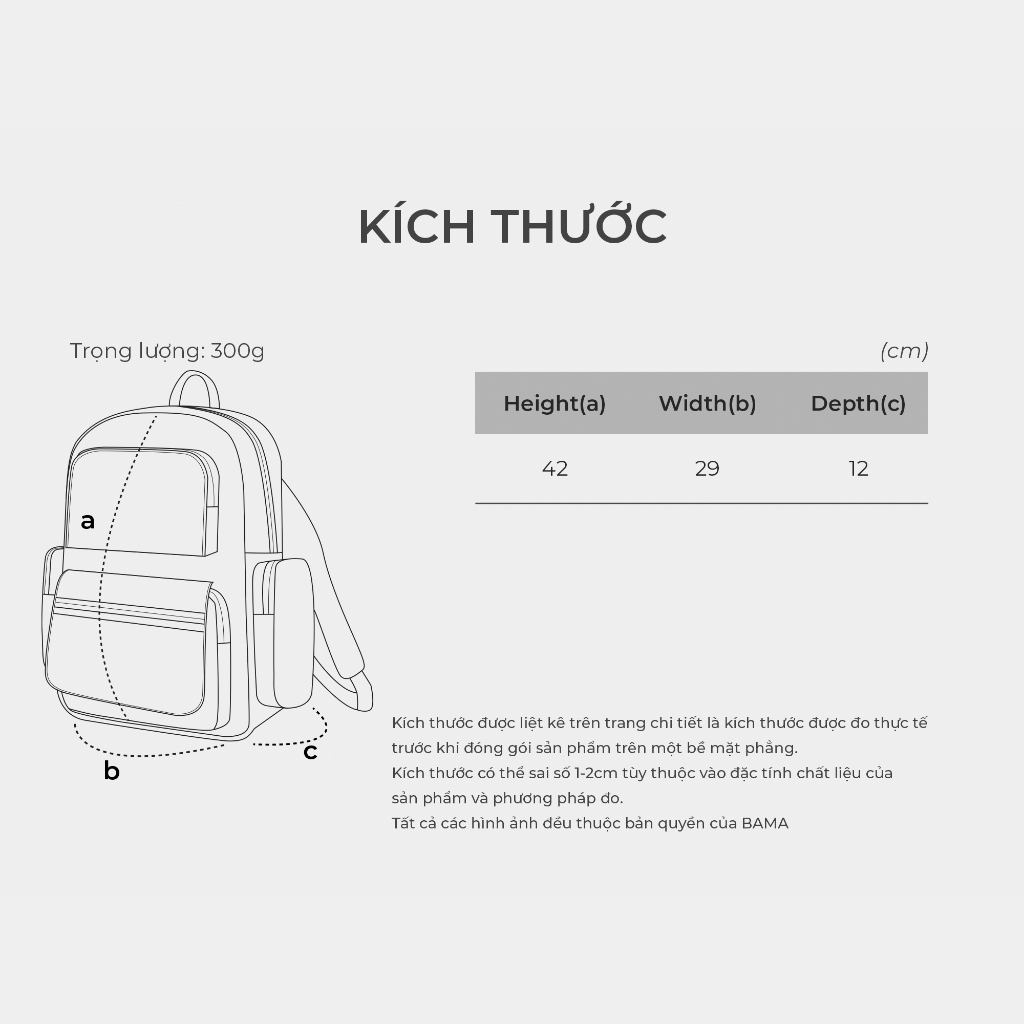 KÍCH THƯỚC
Trọng lượng: 300g
(cm)
Height(a) Width(b) Depth(c)
42 29 12
a
b
c
Kích thước được liệt kê trên trang chi tiết là kích thước được đo thực tế
trước khi đóng gói sản phẩm trên một bề mặt phẳng.
Kích thước có thể sai số 1-2cm tùy thuộc vào đặc tính chất liệu của
sản phẩm và phương pháp đo.
Tất cả các hình ảnh đều thuộc bản quyền của BAMA